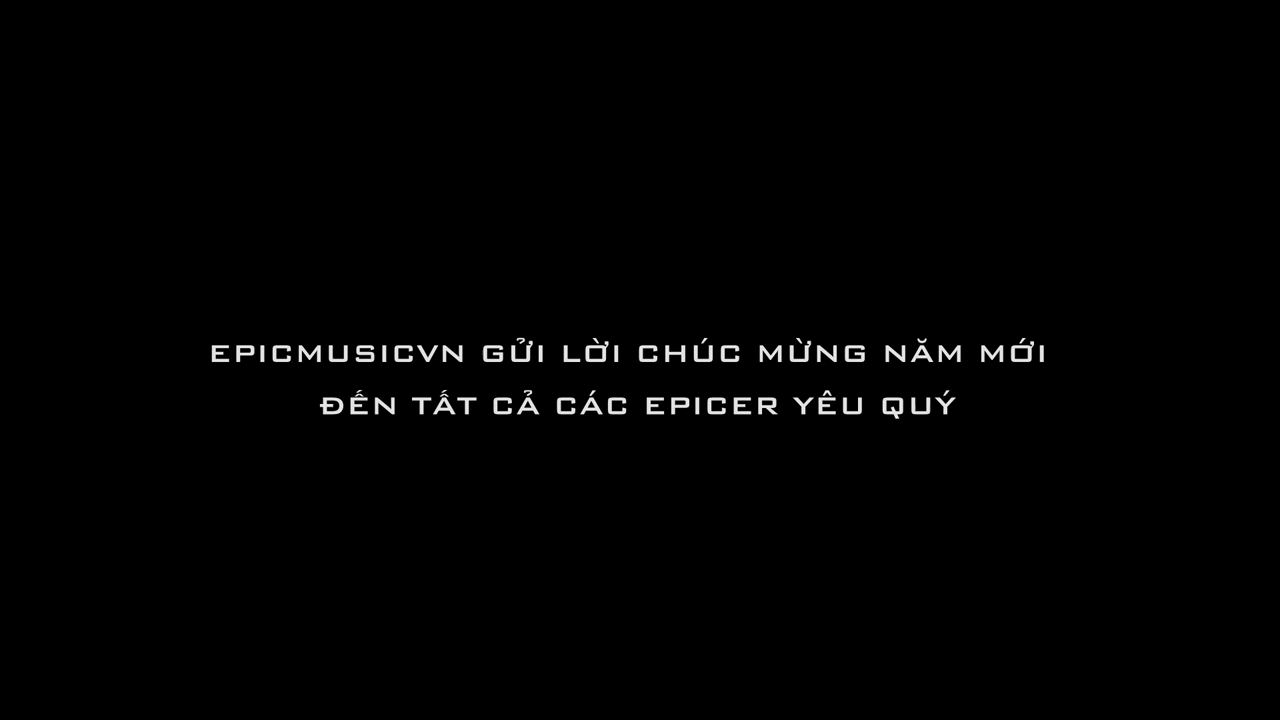 EPICMUSICVN GỬI LỜI CHÚC MỪNG NĂM MỚI
ĐẾN TẤT CẢ CÁC EPICER YÊU QUÝ